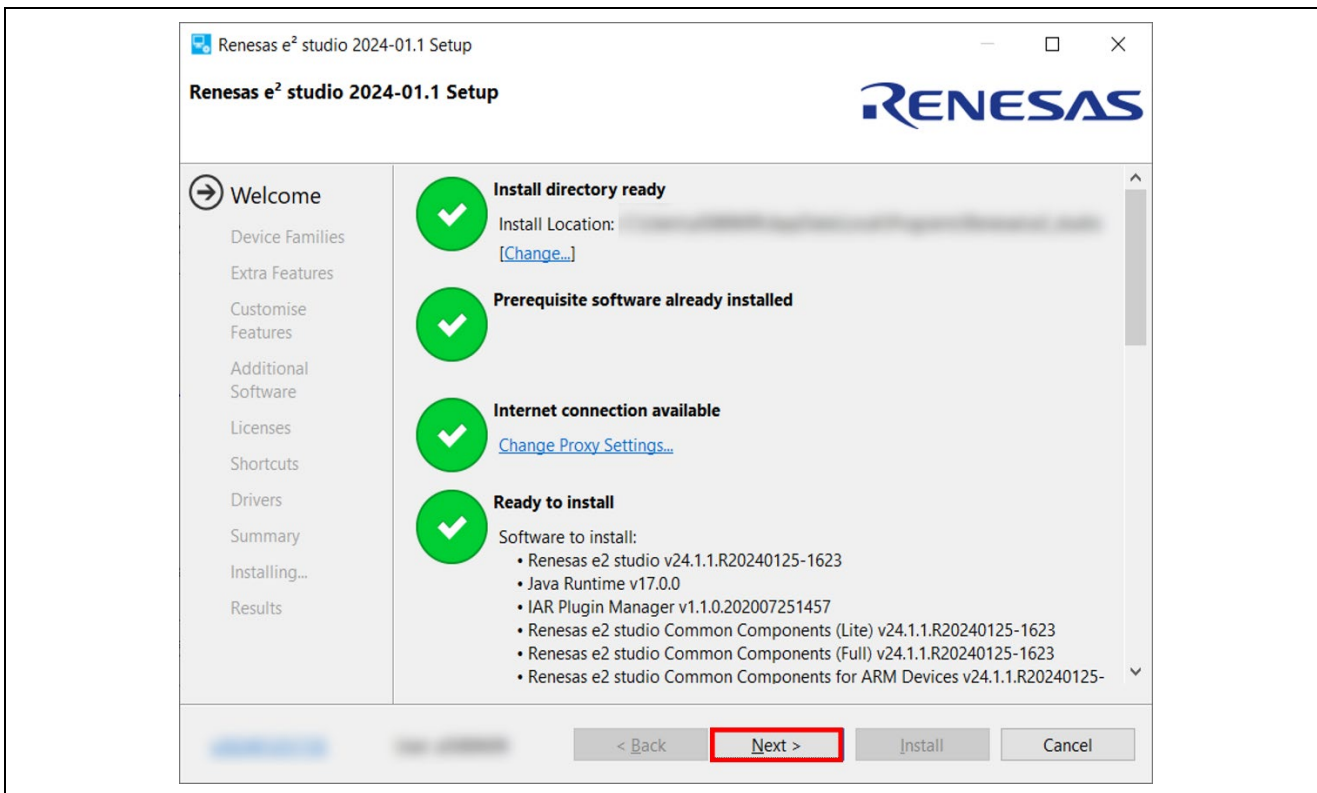 Renesas e² studio 2024-01.1 Setup
Renesas e² studio 2024-01.1 Setup
RENESAS
Welcome
Device Families
Extra Features
Customise
Features
Additional
Software
Licenses
Shortcuts
Drivers
Summary
Installing...
Results
Install directory ready
Install Location:
[Change...]
Prerequisite software already installed
Internet connection available
Change Proxy Settings...
Ready to install
Software to install:
• Renesas e2 studio v24.1.1.R20240125-1623
• Java Runtime v17.0.0
• IAR Plugin Manager v1.1.0.202007251457
• Renesas e2 studio Common Components (Lite) v24.1.1.R20240125-1623
• Renesas e2 studio Common Components (Full) v24.1.1.R20240125-1623
• Renesas e2 studio Common Components for ARM Devices v24.1.1.R20240125-
< Back Next > Install Cancel